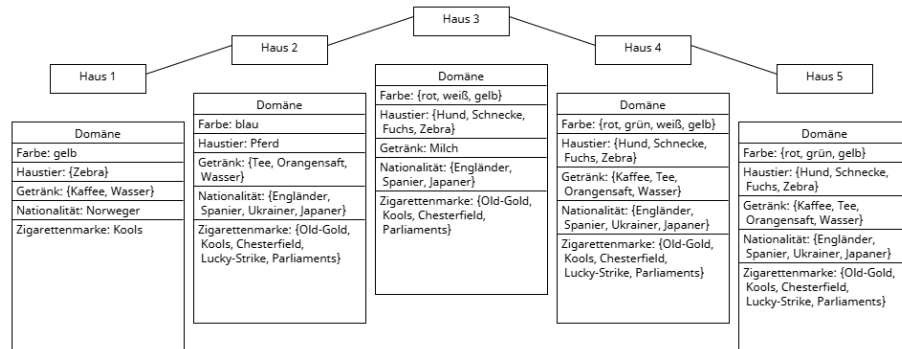 Haus 3
Haus 2
Haus 4
Haus 1
Haus 5
Domäne
Farbe: gelb
Haustier: {Zebra}
Getränk: {Kaffee, Wasser}
Nationalität: Norweger
Zigarettenmarke: Kools
Domäne
Farbe: blau
Haustier: Pferd
Getränk: {Tee, Orangensaft,
Wasser}
Nationalität: {Engländer,
Spanier, Ukrainer, Japaner}
Zigarettenmarke: {Old-Gold,
Kools, Chesterfield,
Lucky-Strike, Parliaments}
Domäne
Farbe: {rot, weiß, gelb}
Haustier: {Hund, Schnecke,
Fuchs, Zebra}
Getränk: Milch
Nationalität: {Engländer,
Spanier, Japaner}
Zigarettenmarke: {Old-Gold,
Kools, Chesterfield,
Parliaments}
Domäne
Farbe: {rot, grün, weiß, gelb}
Haustier: {Hund, Schnecke,
Fuchs, Zebra}
Getränk: {Kaffee, Tee,
Orangensaft, Wasser}
Nationalität: {Engländer,
Spanier, Ukrainer, Japaner}
Zigarettenmarke: {Old-Gold,
Kools, Chesterfield,
Lucky-Strike, Parliaments}
Domäne
Farbe: {rot, grün, gelb}
Haustier: {Hund, Schnecke,
Fuchs, Zebra}
Getränk: {Kaffee, Tee,
Orangensaft, Wasser}
Nationalität: {Engländer,
Spanier, Ukrainer, Japaner}
Zigarettenmarke: {Old-Gold,
Kools, Chesterfield,
Lucky-Strike, Parliaments}